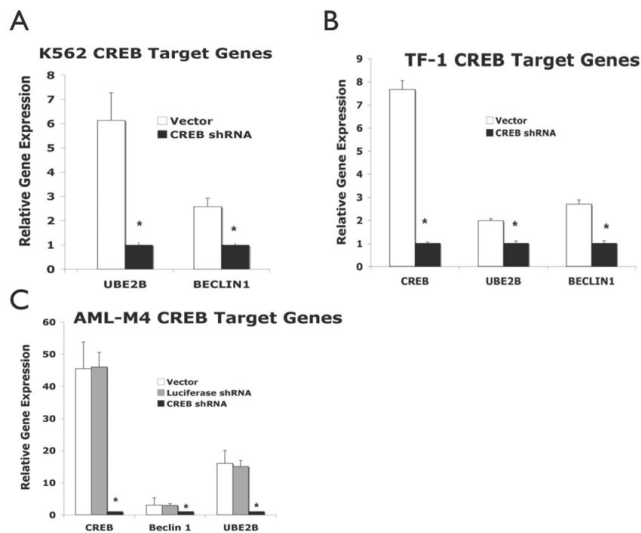 A
K562 CREB Target Genes
Relative Gene Expression
8
7
6
5
4
3
2
1
0
Vector
CREB shRNA
*
*
UBE2B
BECLIN1
B
TF-1 CREB Target Genes
Relative Gene Expression
9
8
7
6
5
4
3
2
1
0
Vector
CREB shRNA
*
*
*
CREB
UBE2B
BECLIN1
C
AML-M4 CREB Target Genes
Relative Gene Expression
60
50
40
30
20
10
0
Vector
Luciferase shRNA
CREB shRNA
*
*
*
CREB
Beclin 1
UBE2B